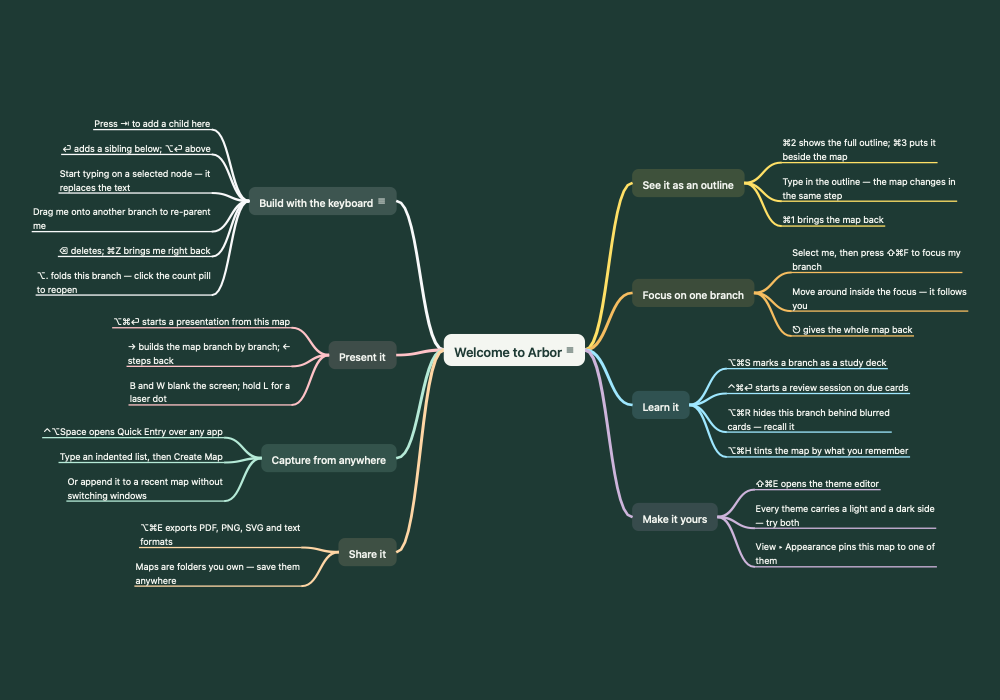 Welcome to Arbor
Build with the keyboard
Press ⇥ to add a child here
⏎ adds a sibling below; ⌥⏎ above
Start typing on a selected node — it
replaces the text
Drag me onto another branch to re-parent
me
⌫ deletes; ⌘Z brings me right back
⌥. folds this branch — click the count pill
to reopen
Present it
⌥⌘⏎ starts a presentation from this map
→ builds the map branch by branch; ←
steps back
B and W blank the screen; hold L for a
laser dot
Capture from anywhere
⌃⌥Space opens Quick Entry over any app
Type an indented list, then Create Map
Or append it to a recent map without
switching windows
Share it
⌥⌘E exports PDF, PNG, SVG and text
formats
Maps are folders you own — save them
anywhere
See it as an outline
⌘2 shows the full outline; ⌘3 puts it
beside the map
Type in the outline — the map changes in
the same step
⌘1 brings the map back
Focus on one branch
Select me, then press ⇧⌘F to focus my
branch
Move around inside the focus — it follows
you
⎋ gives the whole map back
Learn it
⌥⌘S marks a branch as a study deck
⌃⌘⏎ starts a review session on due cards
⌥⌘R hides this branch behind blurred
cards — recall it
⌥⌘H tints the map by what you remember
Make it yours
⇧⌘E opens the theme editor
Every theme carries a light and a dark side
— try both
View ▸ Appearance pins this map to one of
them